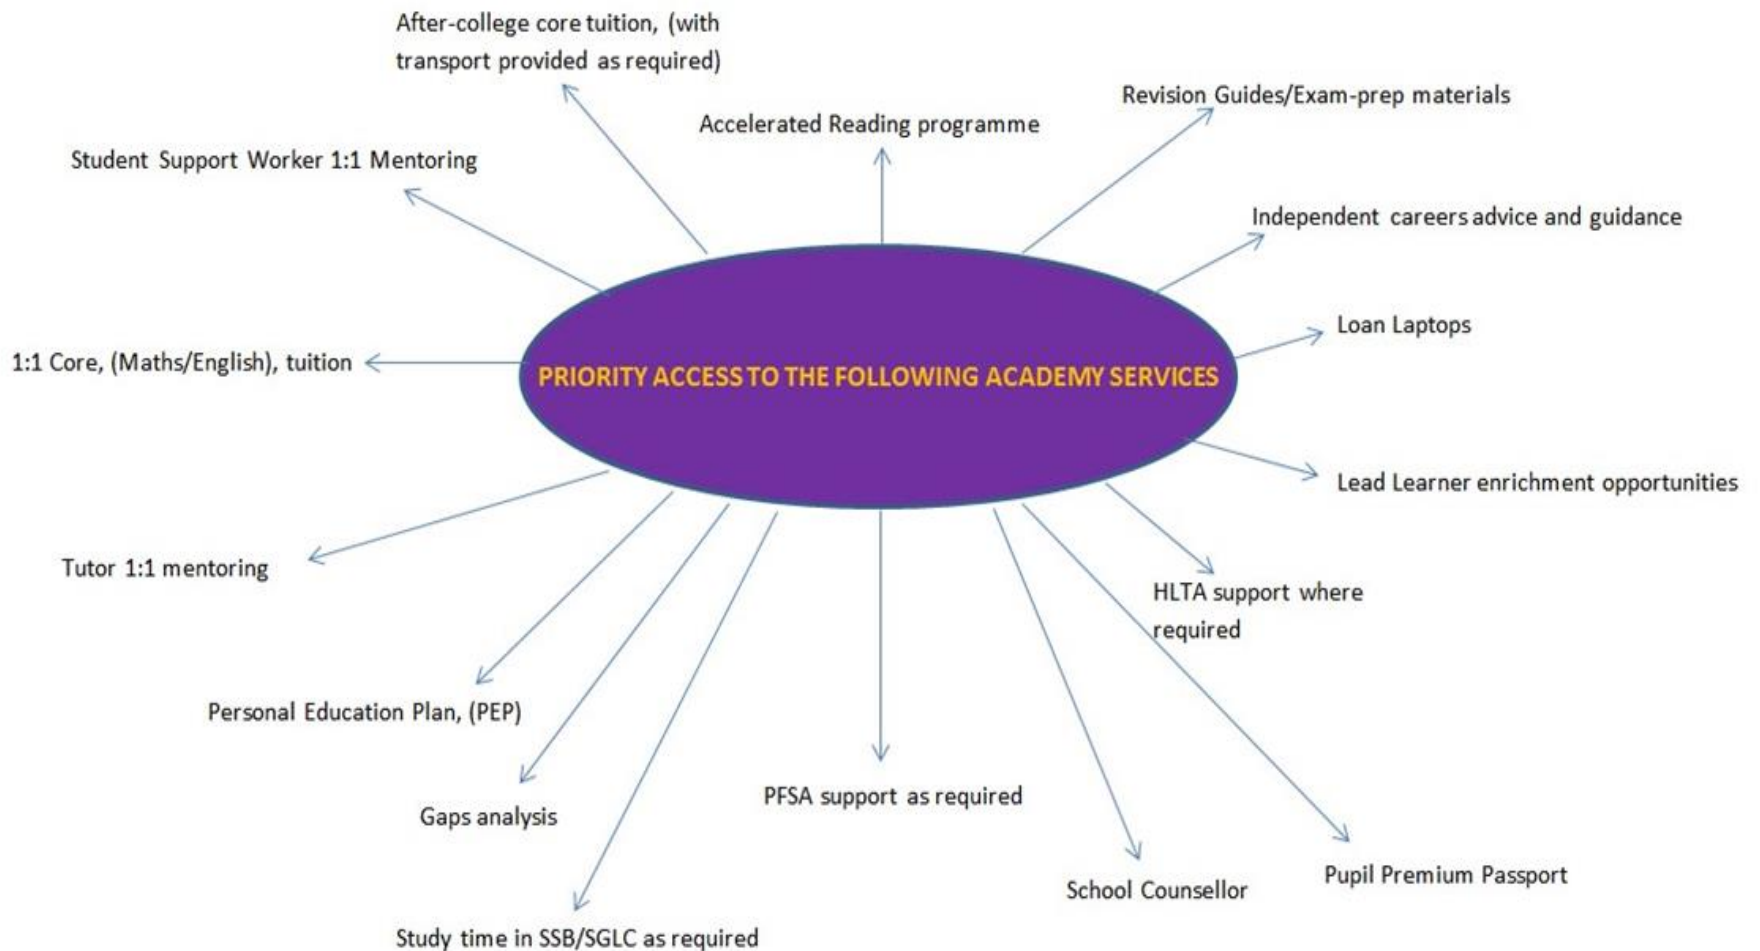 After-college core tuition, (with
transport provided as required)
Accelerated Reading programme
Revision Guides/Exam-prep materials
Student Support Worker 1:1 Mentoring
Independent careers advice and guidance
Loan Laptops
1:1 Core, (Maths/English), tuition
PRIORITY ACCESS TO THE FOLLOWING ACADEMY SERVICES
Lead Learner enrichment opportunities
Tutor 1:1 mentoring
HLTA support where
required
Personal Education Plan, (PEP)
Gaps analysis
PFSA support as required
School Counsellor
Pupil Premium Passport
Study time in SSB/SGLC as required